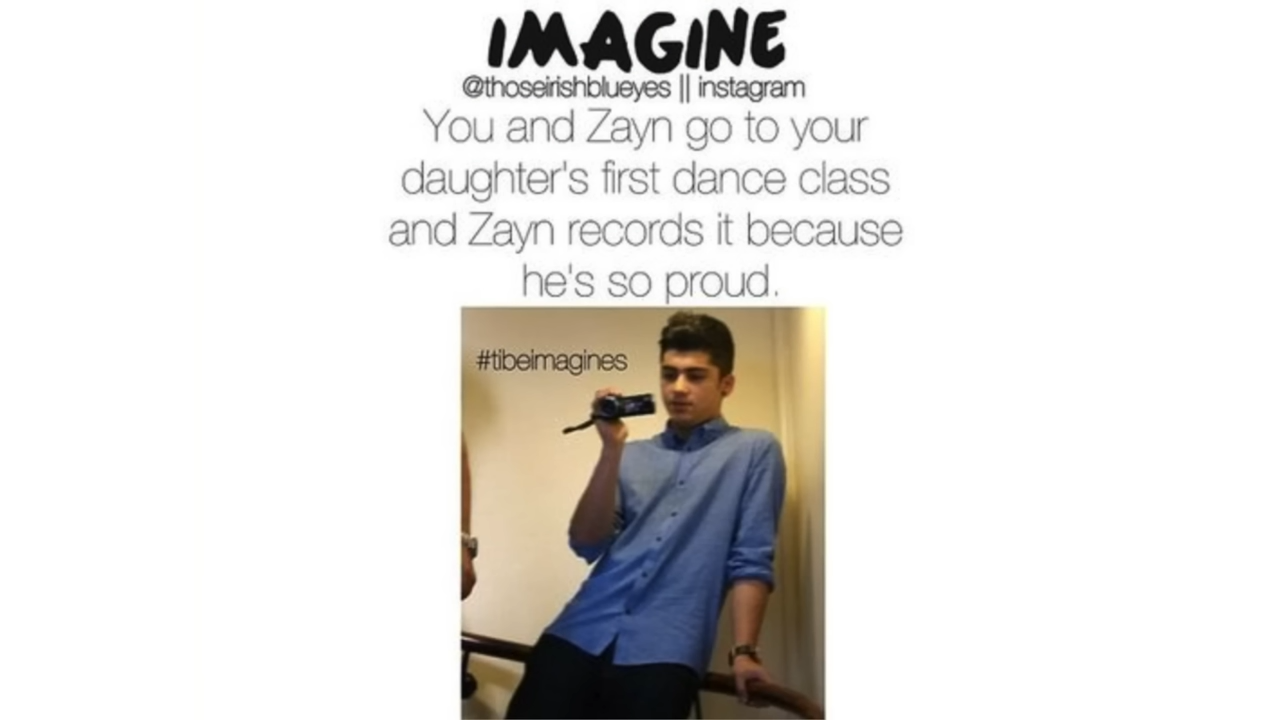 IMAGINE
@thoseirishblueyes || instagram
You and Zayn go to your
daughter's first dance class
and Zayn records it because
he's so proud.
#tibeimagines